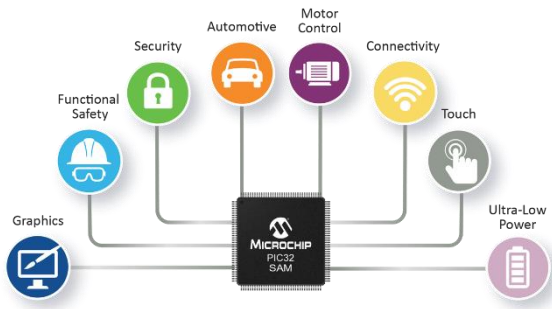 Motor
Control
Automotive
Security
Connectivity
Functional
Safety
Touch
Graphics
Ultra-Low
Power
MICROCHIP
PIC32
SAM